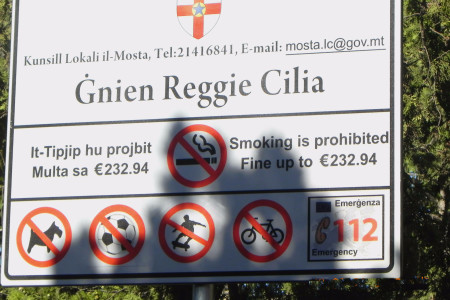 Kunsill Lokali il-Mosta, Tel:21416841, E-mail: mosta.lc@gov.mt
Ġnien Reggie Cilia
It-Tipjip hu projbit
Multa sa €232.94
Smoking is prohibited
Fine up to €232.94
Emerġenza
112
Emergency